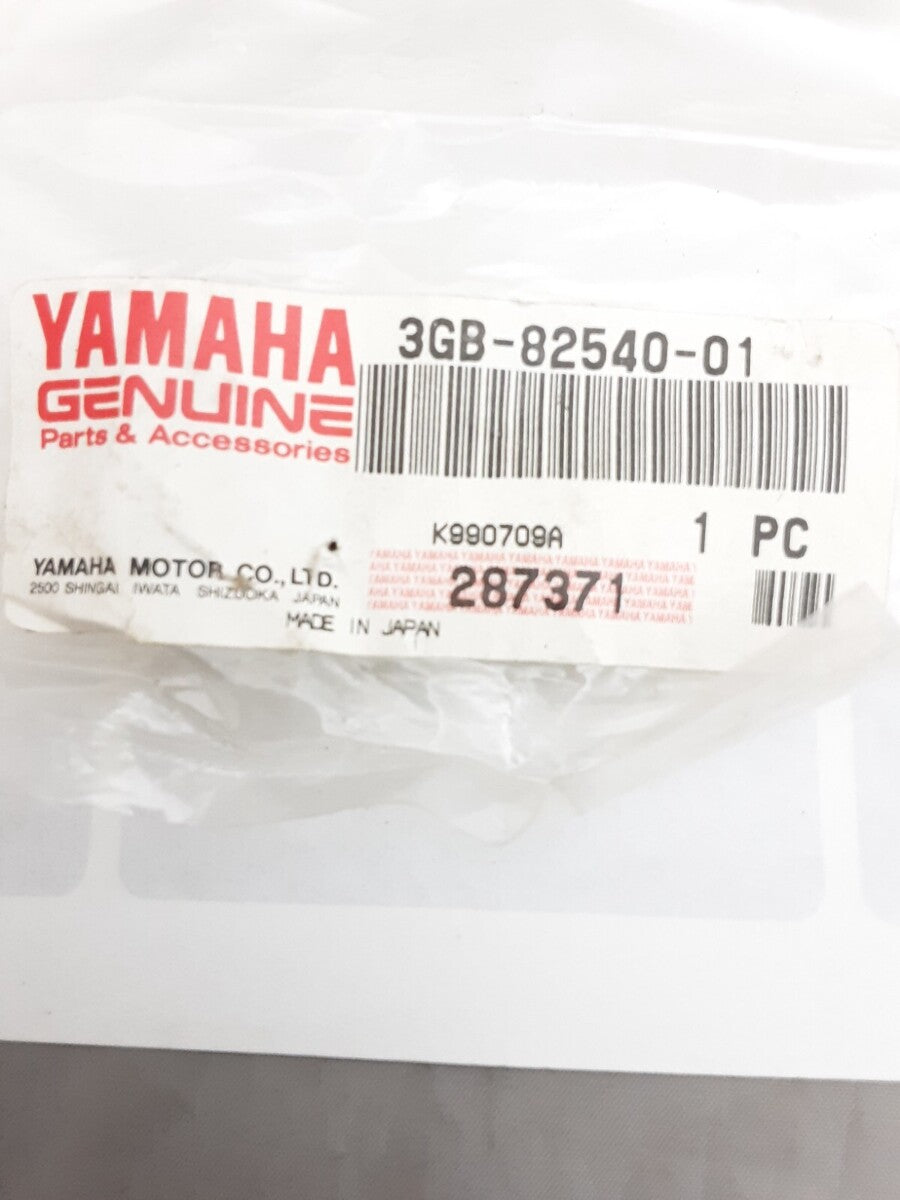 YAMAHA
GENUINE
Parts & Accessories
3GB-82540-01
K990709A
1 PC
YAMAHA MOTOR CO., LTD.
2500 SHINGAI IWATA SHIZUOKA JAPAN
287371
MADE IN JAPAN